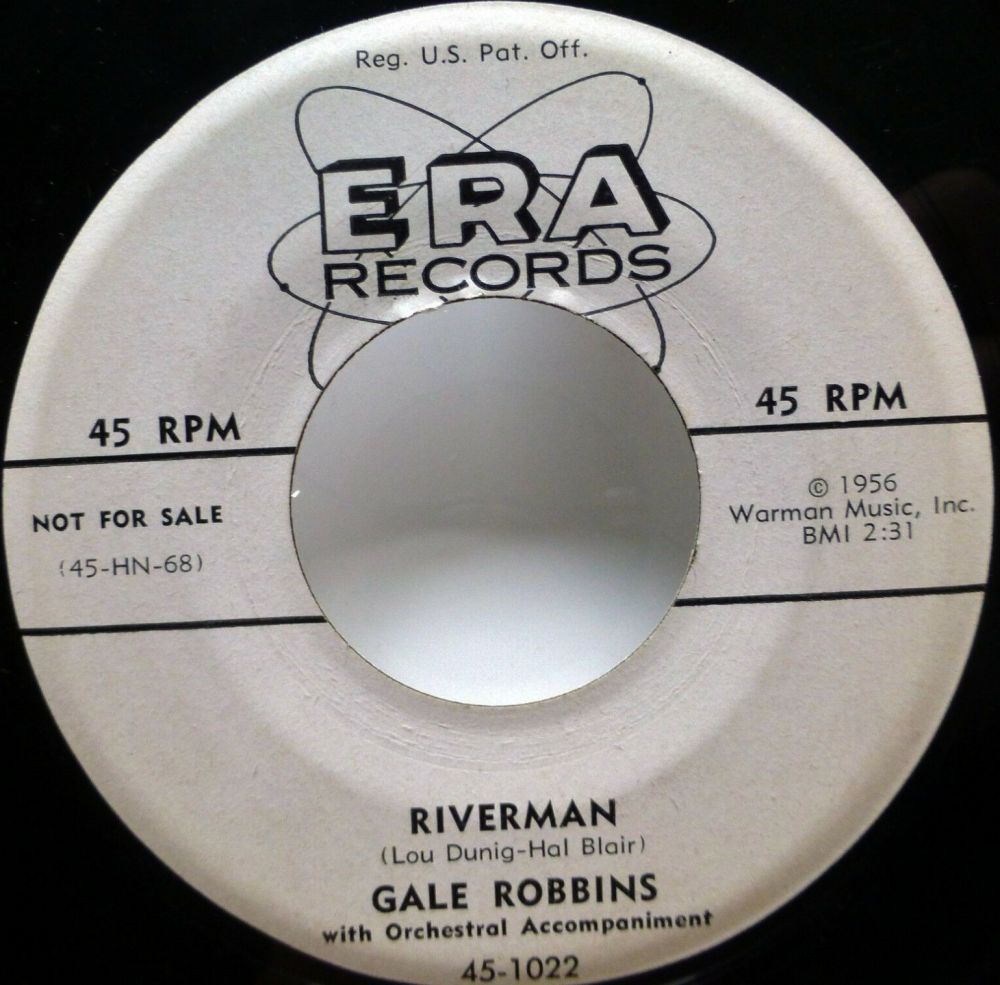 Reg. U.S. Pat. Off.
ERA
RECORDS
45 RPM
45 RPM
NOT FOR SALE
(45-HN-68)
© 1956
Warman Music, Inc.
BMI 2:31
RIVERMAN
(Lou Dunig-Hal Blair)
GALE ROBBINS
with Orchestral Accompaniment
45-1022